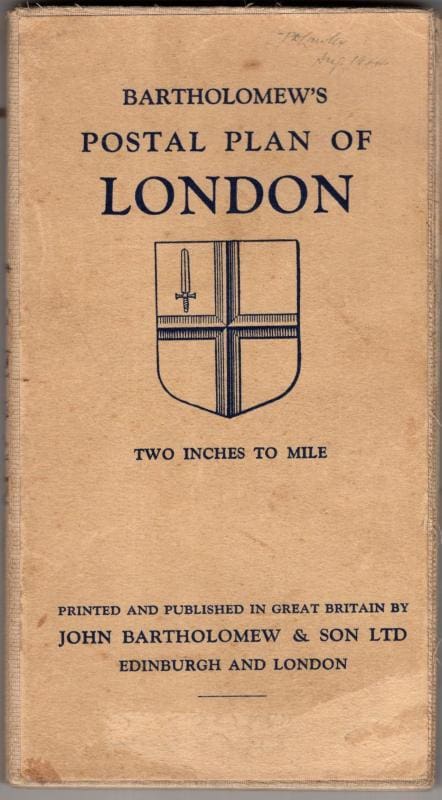 BARTHOLOMEW'S
POSTAL PLAN OF
LONDON
TWO INCHES TO MILE
PRINTED AND PUBLISHED IN GREAT BRITAIN BY
JOHN BARTHOLOMEW & SON LTD
EDINBURGH AND LONDON